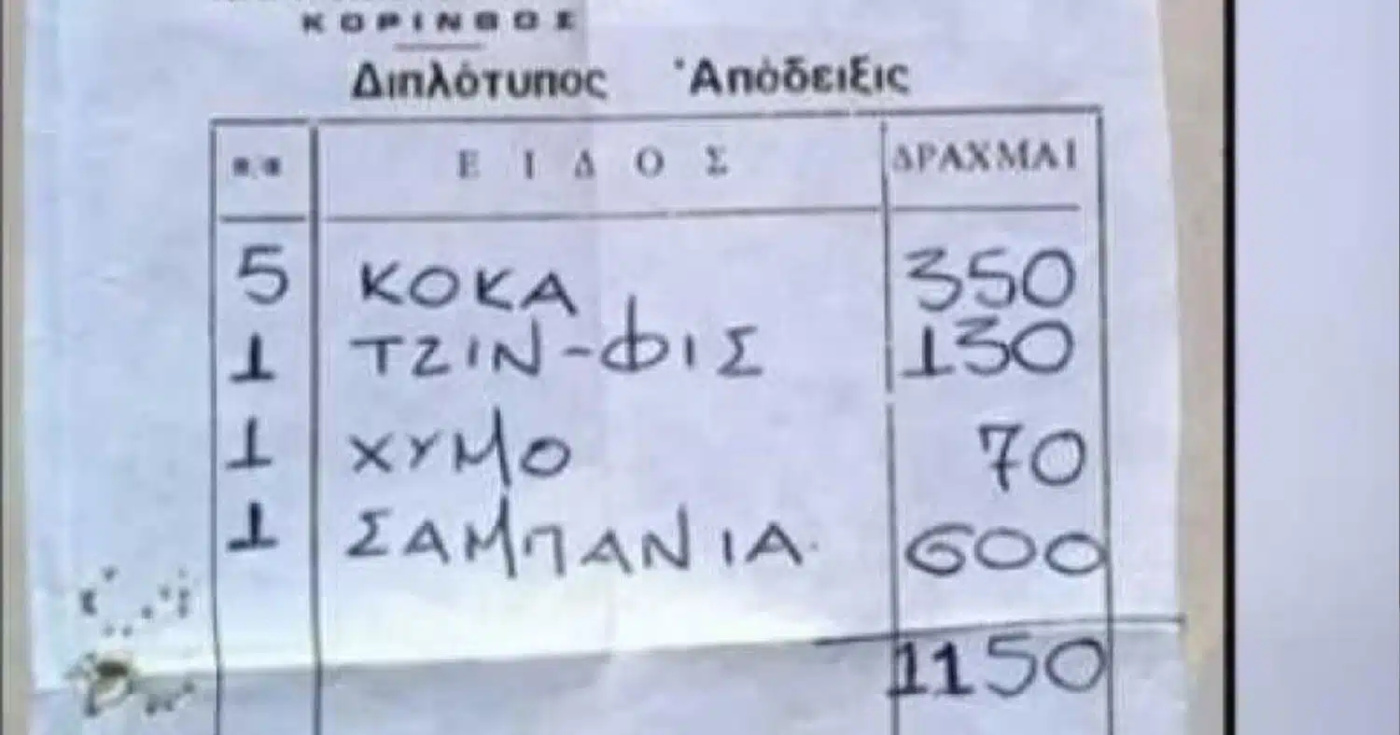 ΚΟΡΙΝΘΟΣ
Διπλότυπος Ἀπόδειξις
ΕΙΔΟΣ ΔΡΑΧΜΑΙ
5 ΚΟΚΑ 350
1 ΤΖΙΝ-ΦΙΣ 130
1 ΧΥΜΟ 70
1 ΣΑΜΠΑΝΙΑ 600
1150